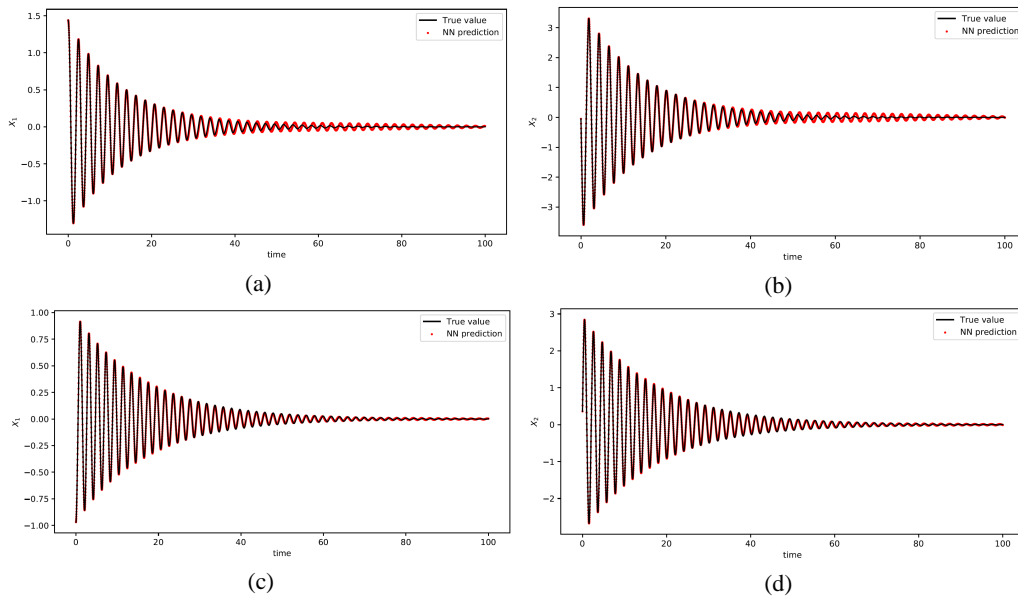 1.5
1.0
0.5
0.0
−0.5
−1.0
X₁
0 20 40 60 80 100
time
True value
NN prediction
(a)
3
2
1
0
−1
−2
−3
X₂
0 20 40 60 80 100
time
True value
NN prediction
(b)
1.00
0.75
0.50
0.25
0.00
−0.25
−0.50
−0.75
−1.00
X₁
0 20 40 60 80 100
time
True value
NN prediction
(c)
3
2
1
0
−1
−2
X₂
0 20 40 60 80 100
time
True value
NN prediction
(d)